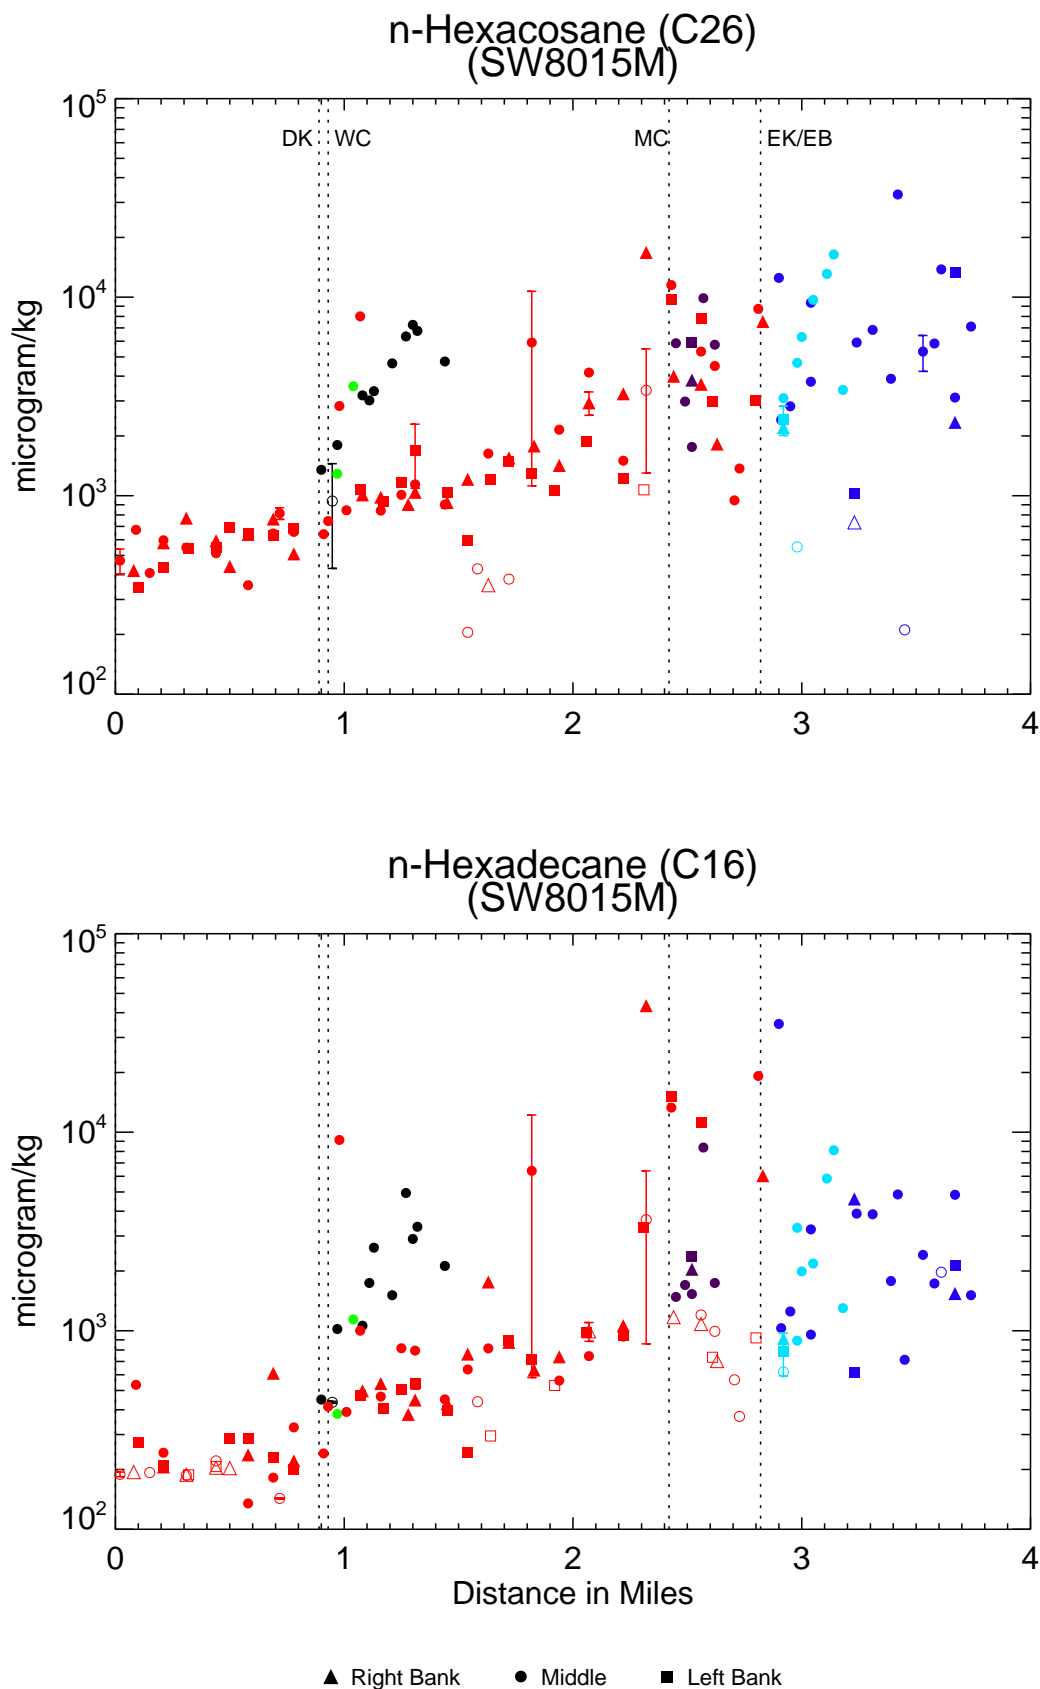 n-Hexacosane (C26)
(SW8015M)
10^5
DK WC MC EK/EB
10^4
microgram/kg
10^3
10^2
0 1 2 3 4
n-Hexadecane (C16)
(SW8015M)
10^5
10^4
microgram/kg
10^3
10^2
0 1 2 3 4
Distance in Miles
Right Bank Middle Left Bank